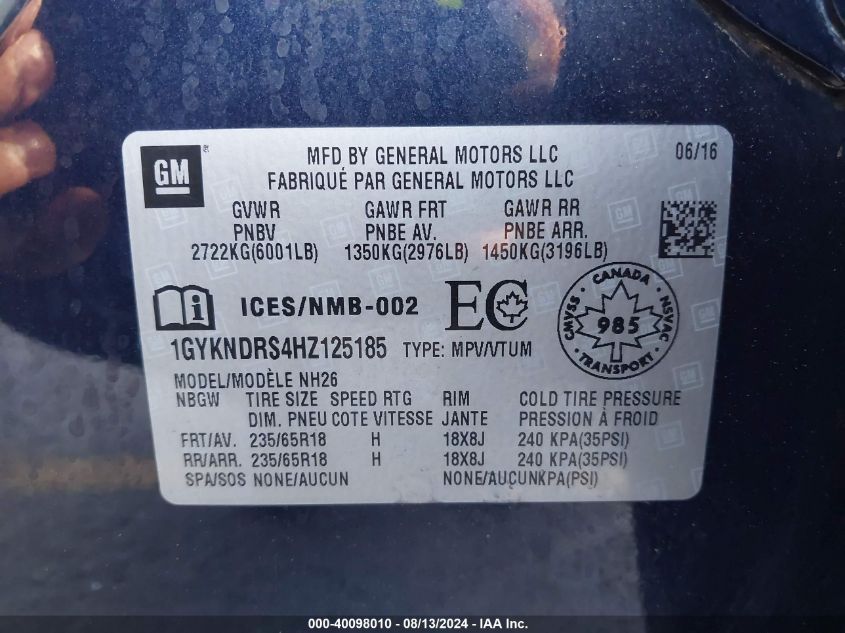 GM
MFD BY GENERAL MOTORS LLC 06/16
FABRIQUÉ PAR GENERAL MOTORS LLC
GVWR GAWR FRT GAWR RR
PNBV PNBE AV. PNBE ARR.
2722KG(6001LB) 1350KG(2976LB) 1450KG(3196LB)
ICES/NMB-002 EC
CANADA
CMVSS 985 NSVAC
TRANSPORT
1GYKNDRS4HZ125185 TYPE: MPV/VTUM
MODEL/MODÈLE NH26
NBGW TIRE SIZE SPEED RTG RIM COLD TIRE PRESSURE
DIM. PNEU COTE VITESSE JANTE PRESSION À FROID
FRT/AV. 235/65R18 H 18X8J 240 KPA(35PSI)
RR/ARR. 235/65R18 H 18X8J 240 KPA(35PSI)
SPA/SOS NONE/AUCUN NONE/AUCUNKPA(PSI)
000-40098010 - 08/13/2024 - IAA Inc.